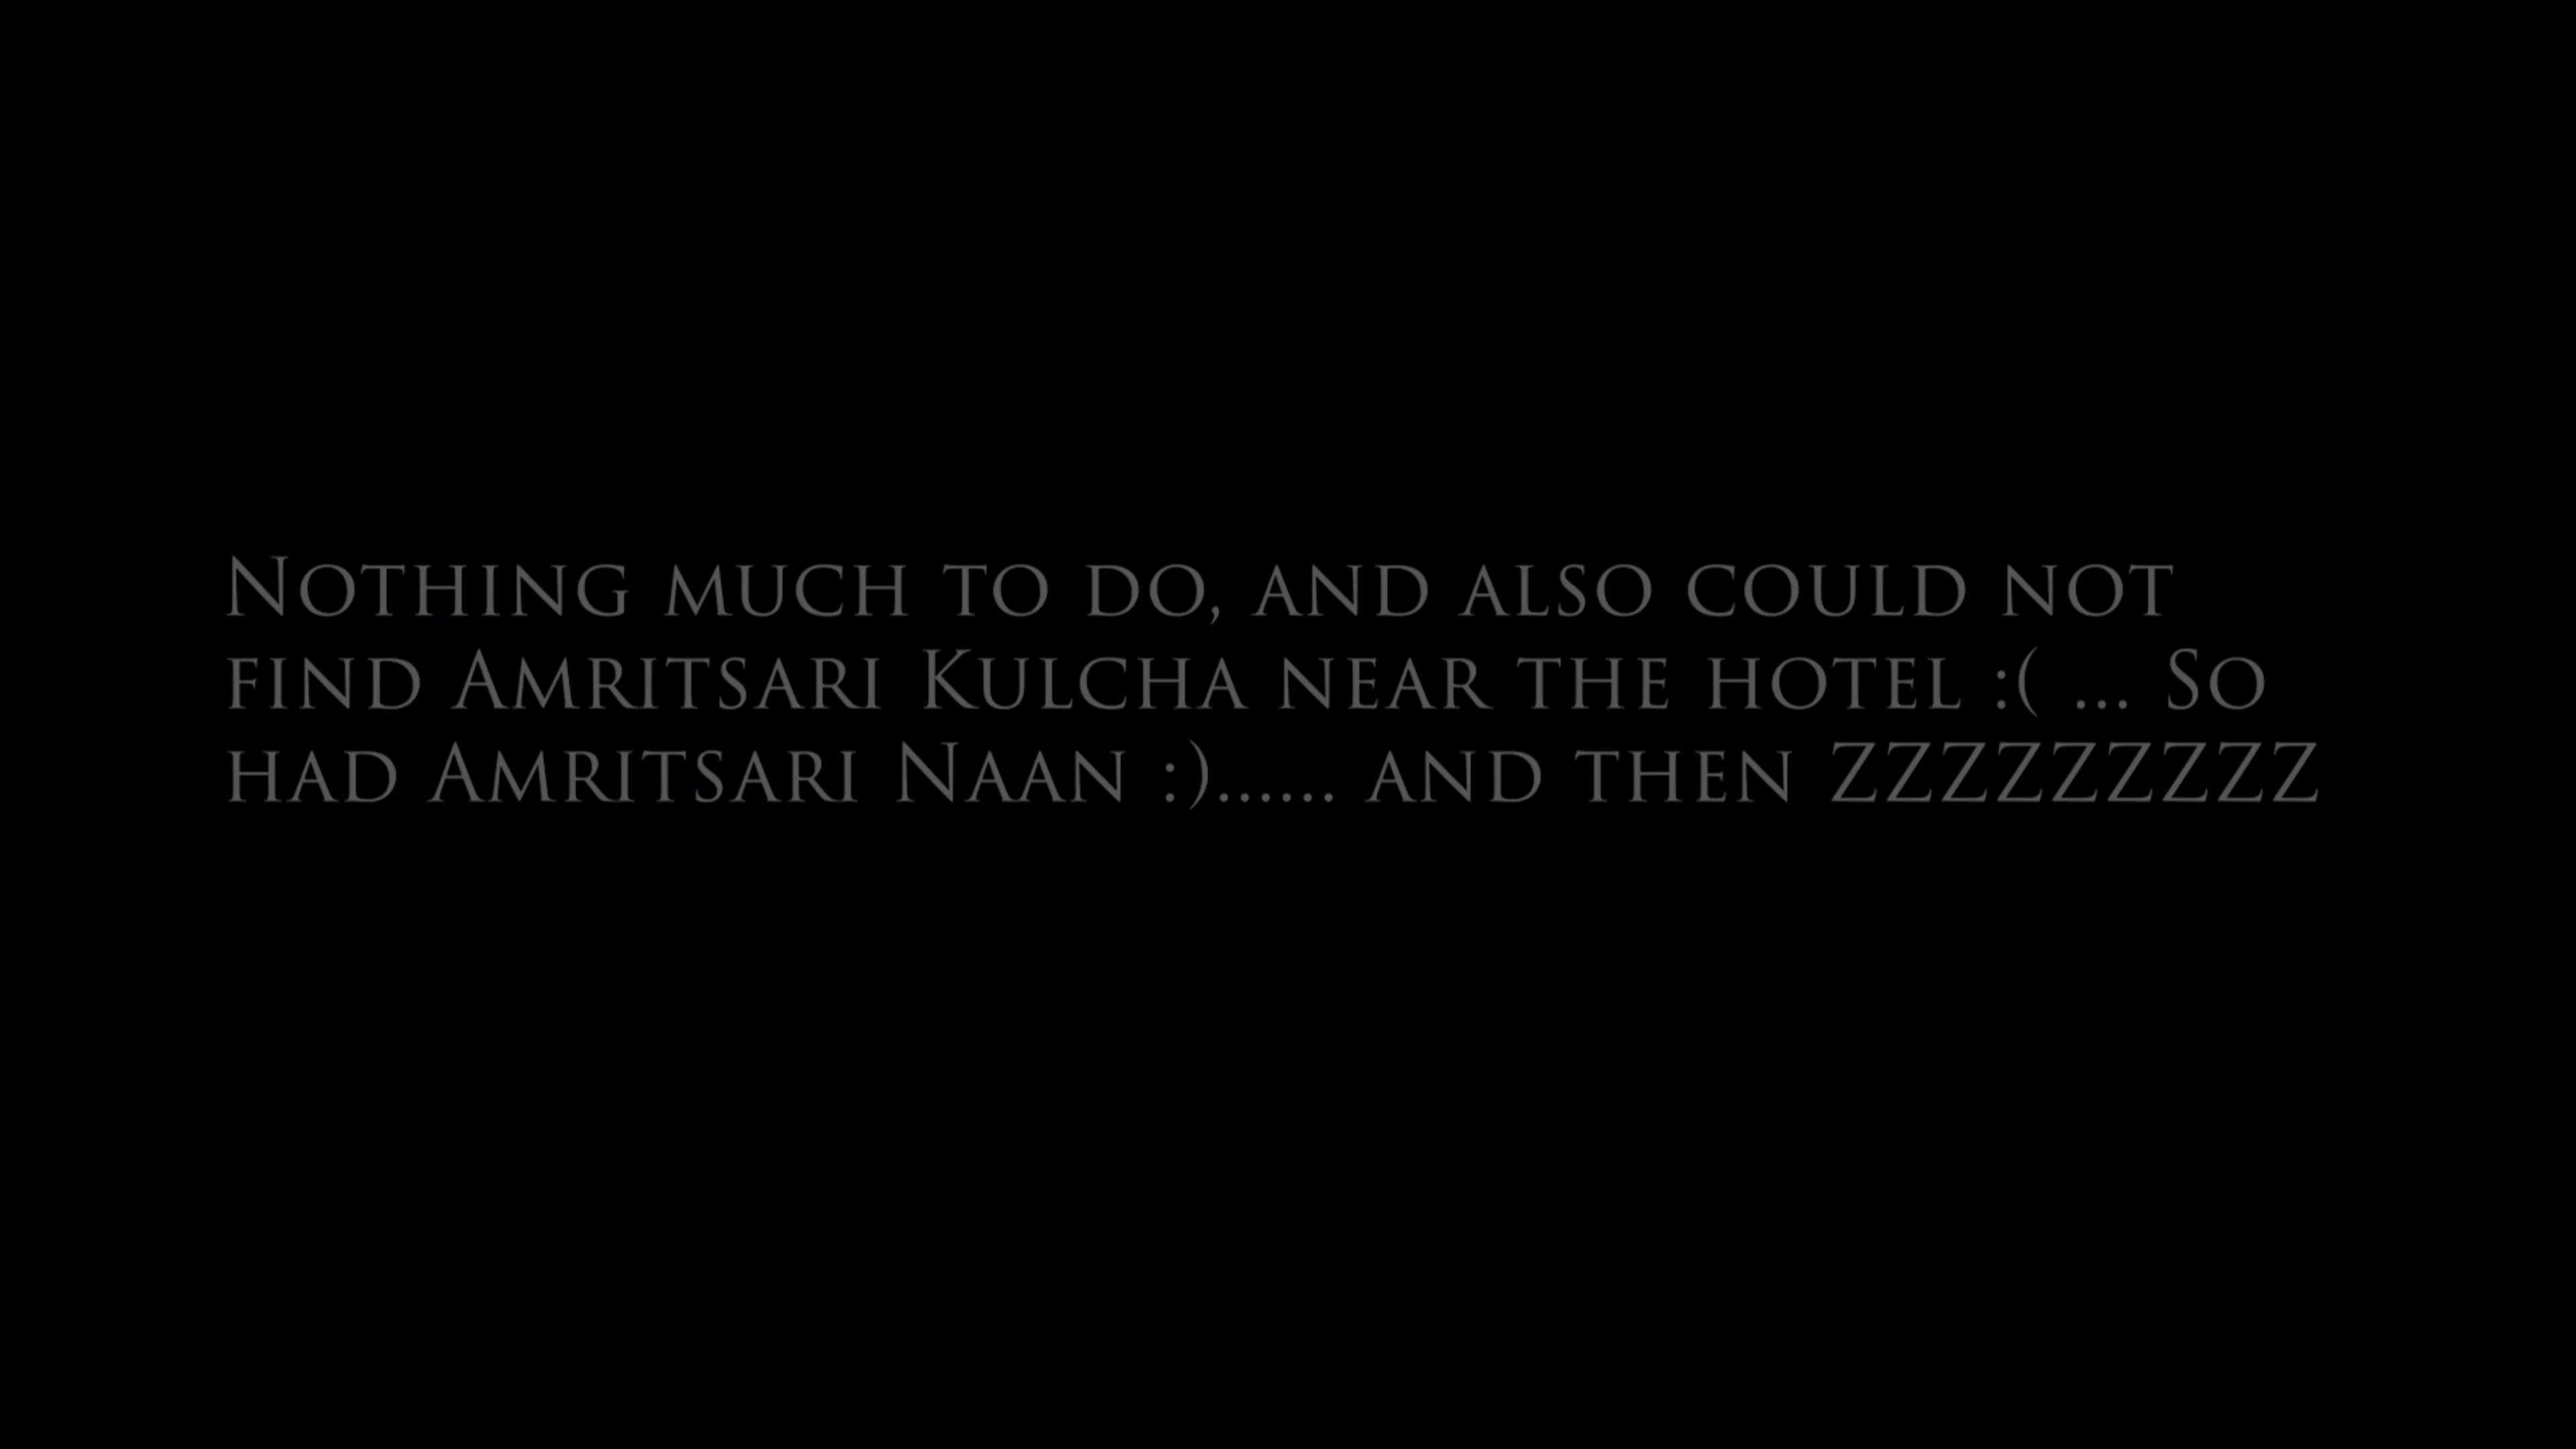 Nothing much to do, and also could not
find Amritsari Kulcha near the hotel :( ... So
had Amritsari Naan :)...... and then ZZZZZZZZZ